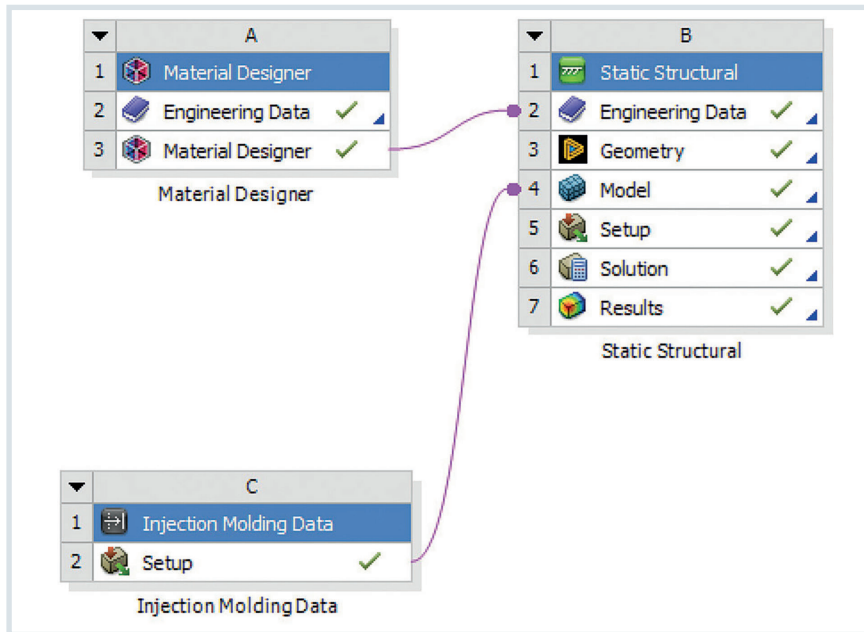 A
1 Material Designer
2 Engineering Data
3 Material Designer
Material Designer
B
1 Static Structural
2 Engineering Data
3 Geometry
4 Model
5 Setup
6 Solution
7 Results
Static Structural
C
1 Injection Molding Data
2 Setup
Injection Molding Data